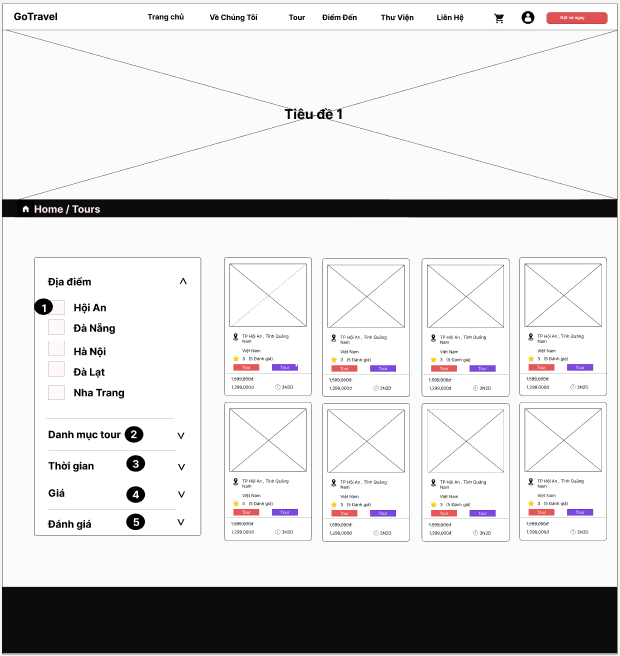 GoTravel
Trang chủ
Về Chúng Tôi
Tour
Điểm Đến
Thư Viện
Liên Hệ
Đặt vé ngay
Tiêu đề 1
Home / Tours
Địa điểm
1
Hội An
Đà Nẵng
Hà Nội
Đà Lạt
Nha Trang
Danh mục tour
2
Thời gian
3
Giá
4
Đánh giá
5
TP Hội An , Tỉnh Quảng
Nam
Việt Nam
3 (5 Đánh giá)
Tour
Tour
1,599,000đ
1,299,000đ
3N2D
TP Hội An , Tỉnh Quảng
Nam
Việt Nam
3 (5 Đánh giá)
Tour
Tour
1,599,000đ
1,299,000đ
3N2D
TP Hội An , Tỉnh Quảng
Nam
Việt Nam
3 (5 Đánh giá)
Tour
Tour
1,599,000đ
1,299,000đ
3N2D
TP Hội An , Tỉnh Quảng
Nam
Việt Nam
3 (5 Đánh giá)
Tour
Tour
1,599,000đ
1,299,000đ
3N2D
TP Hội An , Tỉnh Quảng
Nam
Việt Nam
3 (5 Đánh giá)
Tour
Tour
1,599,000đ
1,299,000đ
3N2D
TP Hội An , Tỉnh Quảng
Nam
Việt Nam
3 (5 Đánh giá)
Tour
Tour
1,599,000đ
1,299,000đ
3N2D
TP Hội An , Tỉnh Quảng
Nam
Việt Nam
3 (5 Đánh giá)
Tour
Tour
1,599,000đ
1,299,000đ
3N2D
TP Hội An , Tỉnh Quảng
Nam
Việt Nam
3 (5 Đánh giá)
Tour
Tour
1,599,000đ
1,299,000đ
3N2D